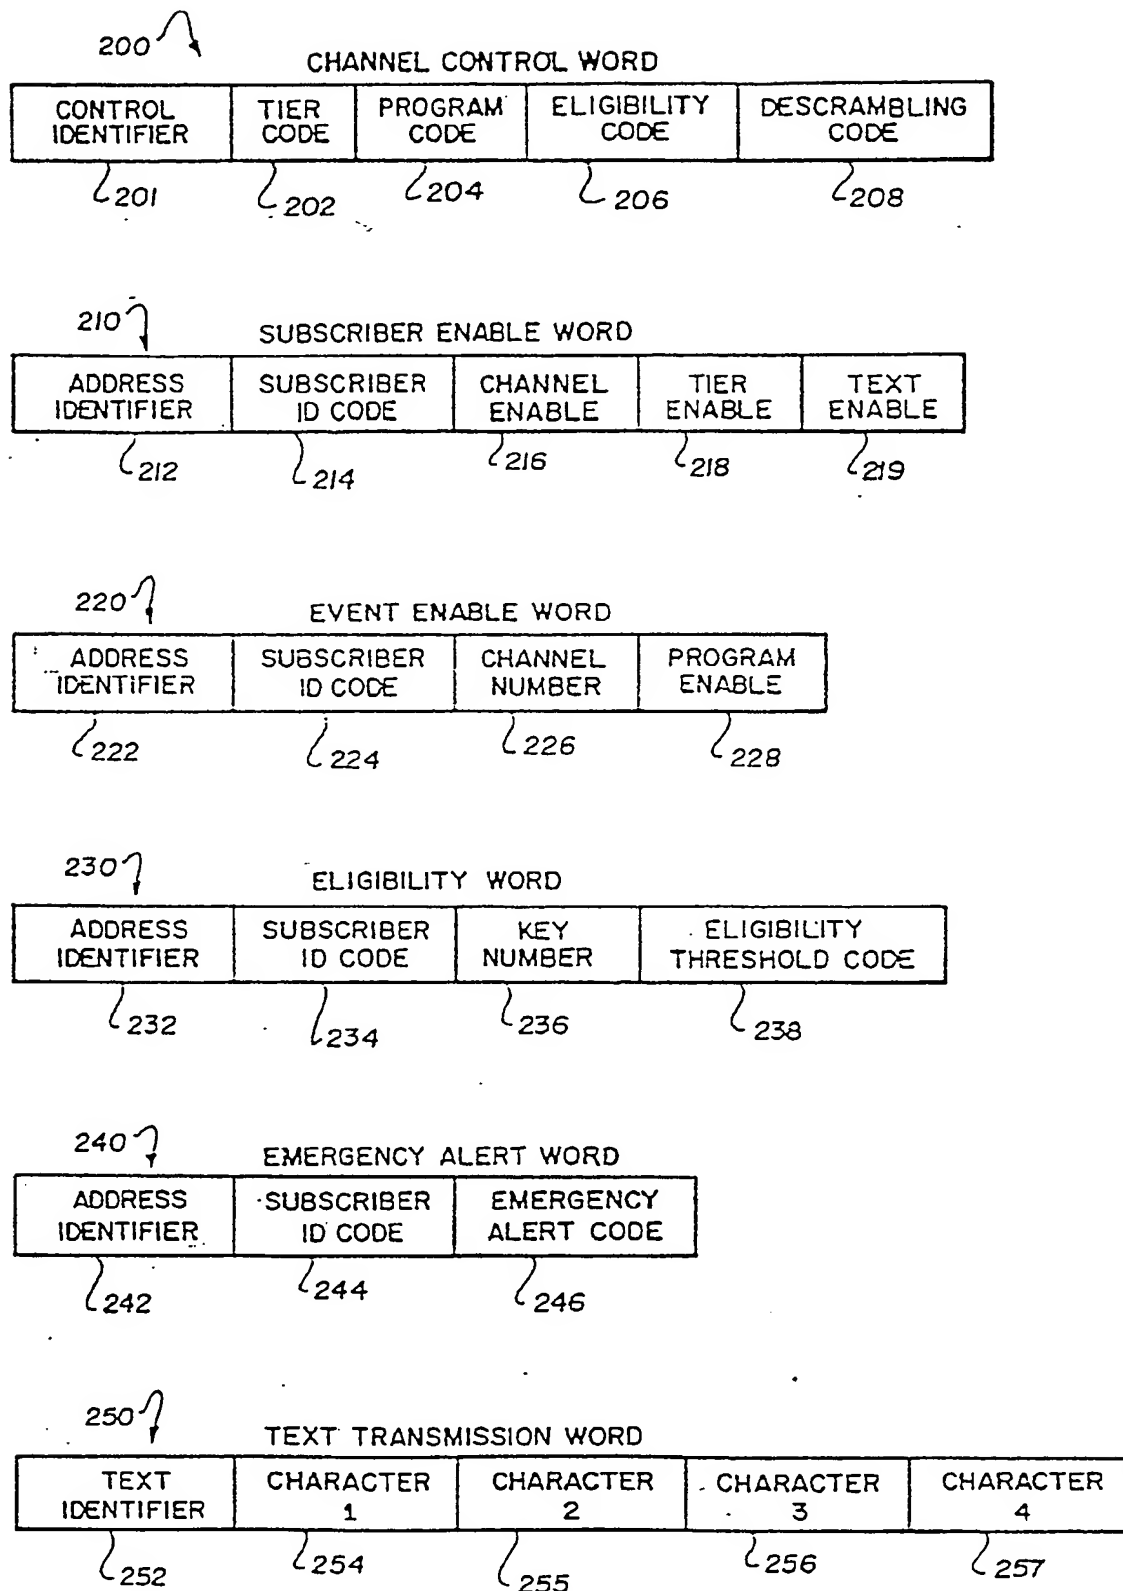 200
CHANNEL CONTROL WORD
CONTROL IDENTIFIER
TIER CODE
PROGRAM CODE
ELIGIBILITY CODE
DESCRAMBLING CODE
201
202
204
206
208
210
SUBSCRIBER ENABLE WORD
ADDRESS IDENTIFIER
SUBSCRIBER ID CODE
CHANNEL ENABLE
TIER ENABLE
TEXT ENABLE
212
214
216
218
219
220
EVENT ENABLE WORD
ADDRESS IDENTIFIER
SUBSCRIBER ID CODE
CHANNEL NUMBER
PROGRAM ENABLE
222
224
226
228
230
ELIGIBILITY WORD
ADDRESS IDENTIFIER
SUBSCRIBER ID CODE
KEY NUMBER
ELIGIBILITY THRESHOLD CODE
232
234
236
238
240
EMERGENCY ALERT WORD
ADDRESS IDENTIFIER
SUBSCRIBER ID CODE
EMERGENCY ALERT CODE
242
244
246
250
TEXT TRANSMISSION WORD
TEXT IDENTIFIER
CHARACTER 1
CHARACTER 2
CHARACTER 3
CHARACTER 4
252
254
255
256
257